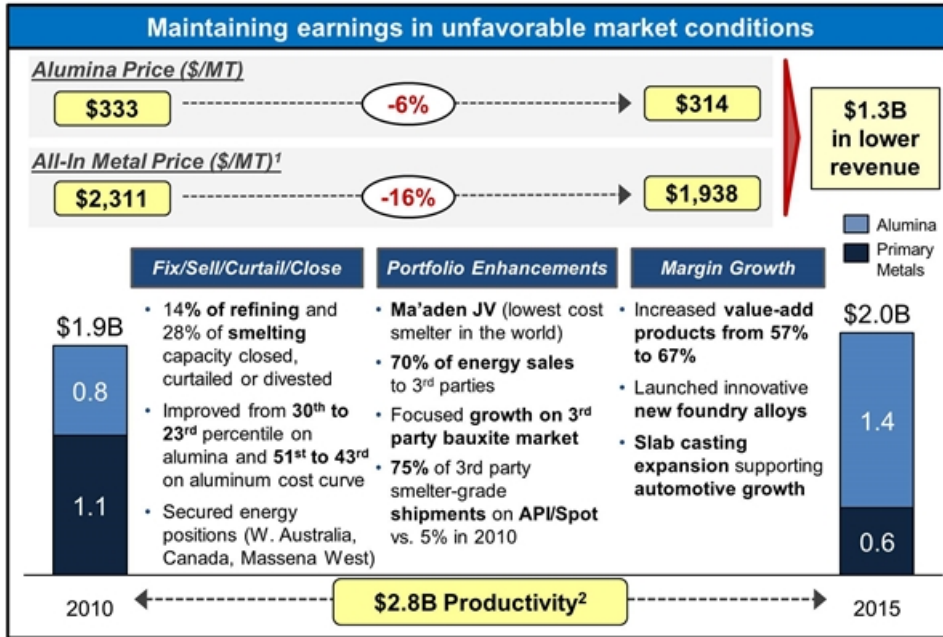 Maintaining earnings in unfavorable market conditions
Alumina Price ($/MT)
$333
-6%
$314
All-In Metal Price ($/MT)¹
$2,311
-16%
$1,938
$1.3B
in lower
revenue
Alumina
Primary
Metals
Fix/Sell/Curtail/Close
• 14% of refining and
28% of smelting
capacity closed,
curtailed or divested
• Improved from 30th to
23rd percentile on
alumina and 51st to 43rd
on aluminum cost curve
• Secured energy
positions (W. Australia,
Canada, Massena West)
Portfolio Enhancements
• Ma’aden JV (lowest cost
smelter in the world)
• 70% of energy sales
to 3rd parties
• Focused growth on 3rd
party bauxite market
• 75% of 3rd party
smelter-grade
shipments on API/Spot
vs. 5% in 2010
Margin Growth
• Increased value-add
products from 57%
to 67%
• Launched innovative
new foundry alloys
• Slab casting
expansion supporting
automotive growth
$1.9B
0.8
1.1
2010
$2.0B
1.4
0.6
2015
$2.8B Productivity²